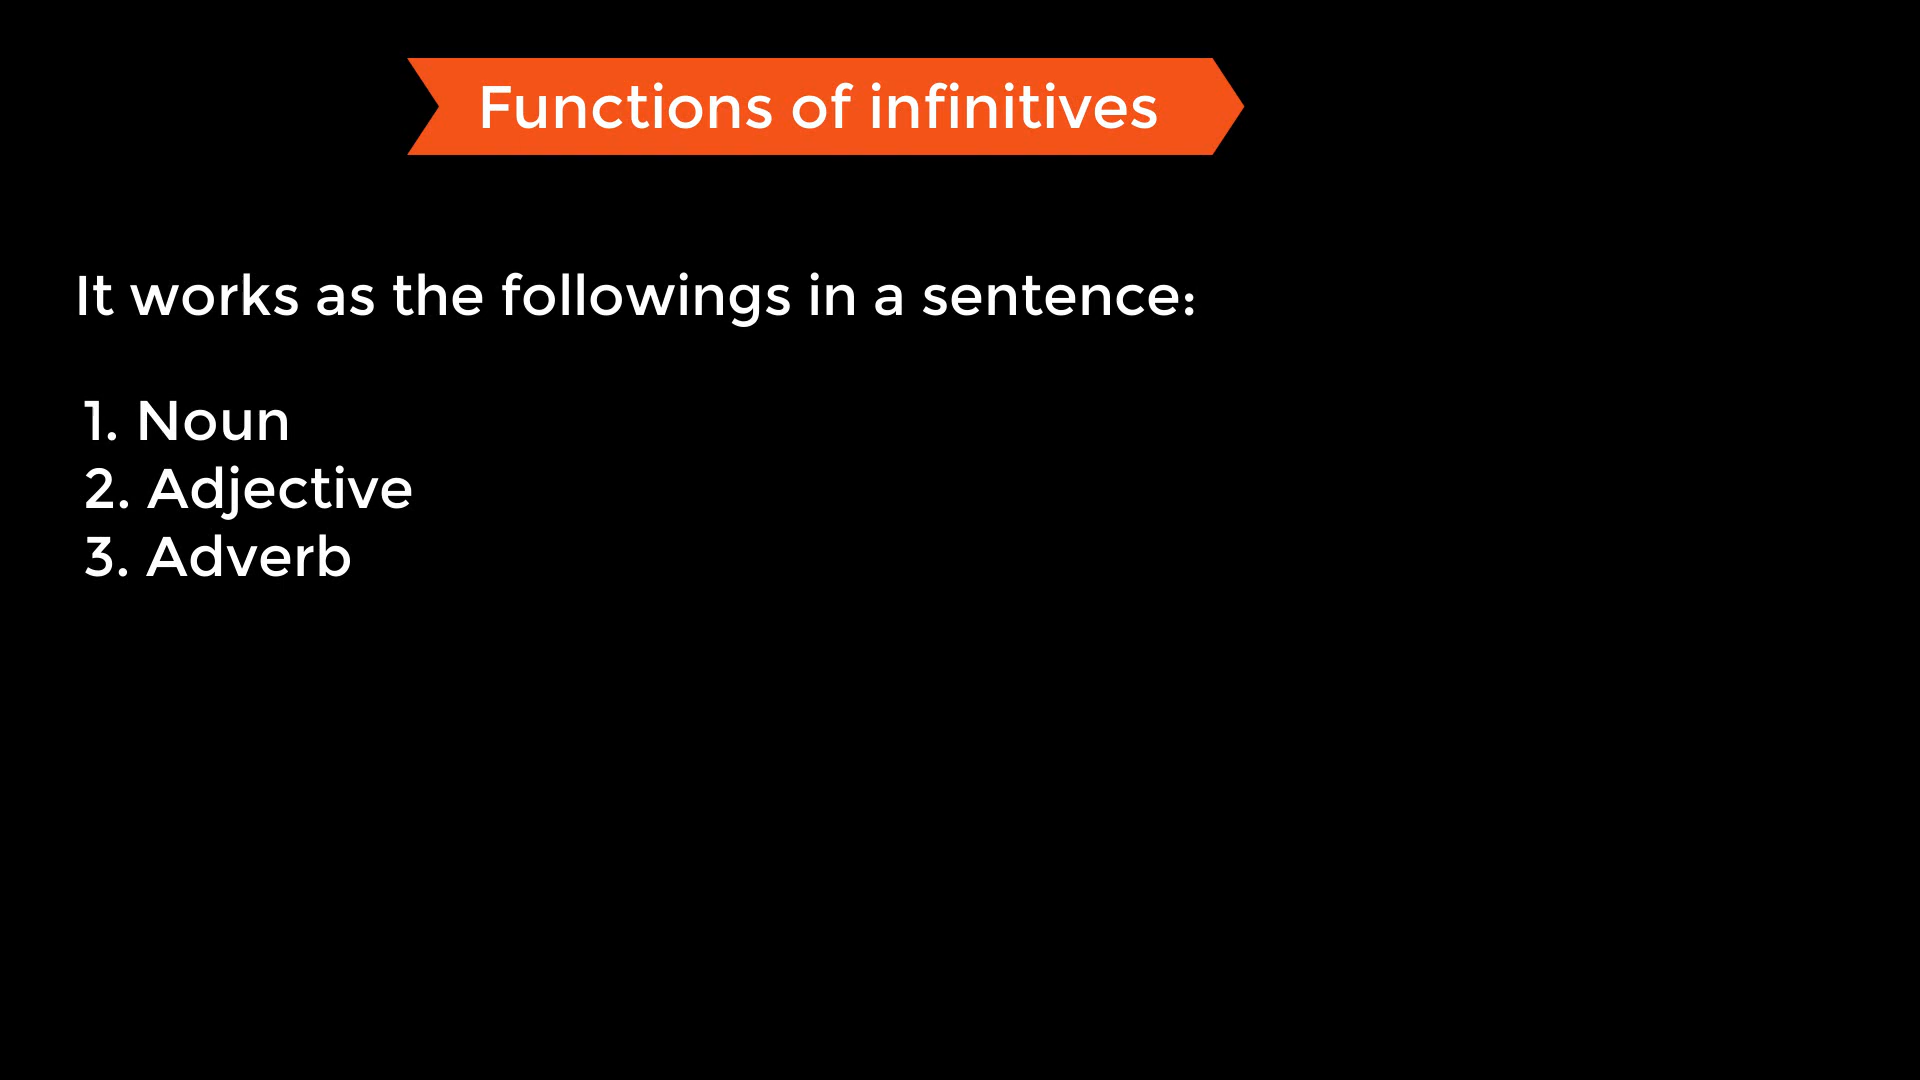 Functions of infinitives
It works as the followings in a sentence:
1. Noun
2. Adjective
3. Adverb